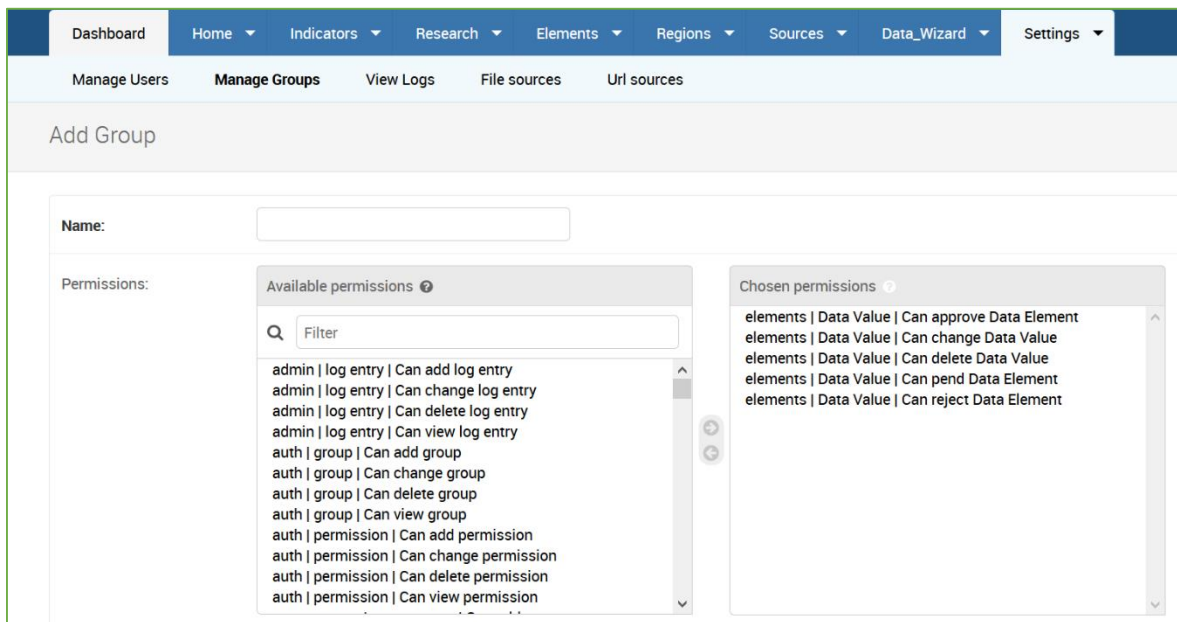 Dashboard Home Indicators Research Elements Regions Sources Data_Wizard Settings
Manage Users Manage Groups View Logs File sources Url sources
Add Group
Name:
Permissions:
Available permissions ?
Filter
admin | log entry | Can add log entry
admin | log entry | Can change log entry
admin | log entry | Can delete log entry
admin | log entry | Can view log entry
auth | group | Can add group
auth | group | Can change group
auth | group | Can delete group
auth | group | Can view group
auth | permission | Can add permission
auth | permission | Can change permission
auth | permission | Can delete permission
auth | permission | Can view permission
Chosen permissions ?
elements | Data Value | Can approve Data Element
elements | Data Value | Can change Data Value
elements | Data Value | Can delete Data Value
elements | Data Value | Can pend Data Element
elements | Data Value | Can reject Data Element